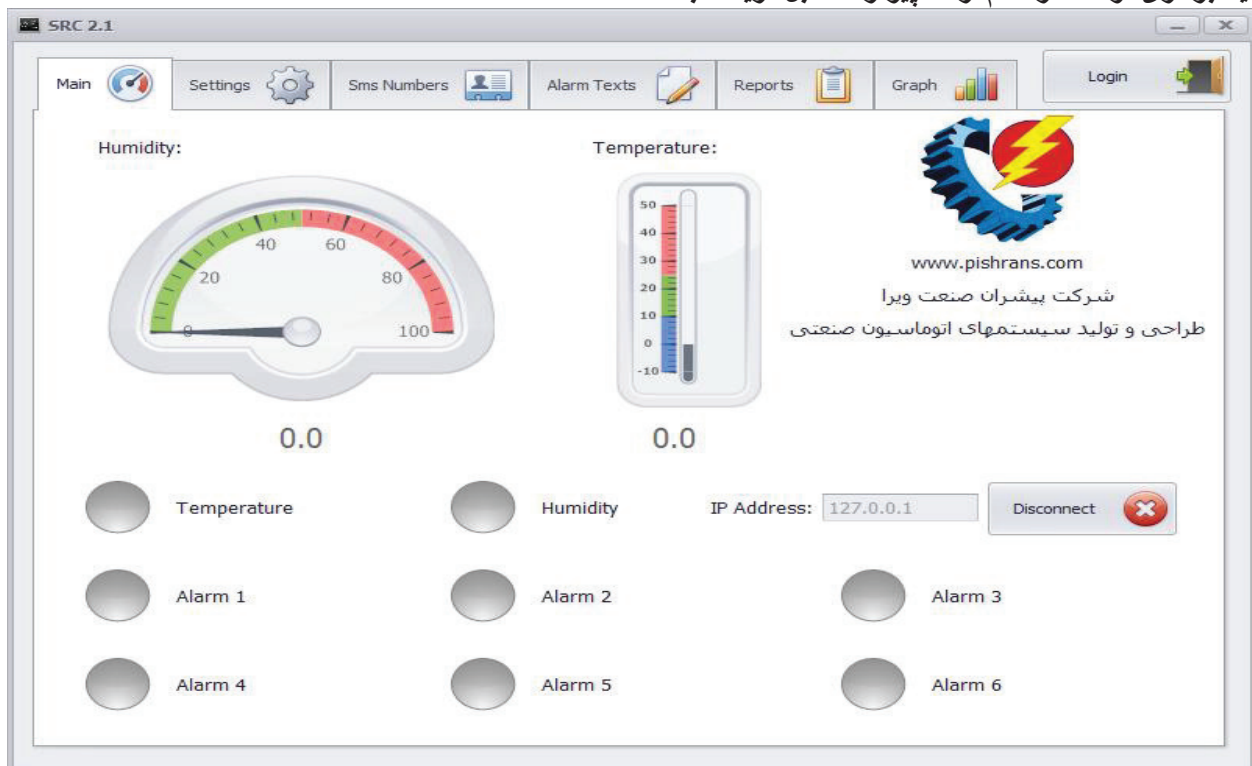 SRC 2.1
Main Settings Sms Numbers Alarm Texts Reports Graph Login
Humidity: Temperature:
0 20 40 60 80 100
50
40
30
20
10
0
-10
www.pishrans.com
شرکت پیشران صنعت ویرا
طراحی و تولید سیستمهای اتوماسیون صنعتی
0.0 0.0
Temperature Humidity IP Address: 127.0.0.1 Disconnect
Alarm 1 Alarm 2 Alarm 3
Alarm 4 Alarm 5 Alarm 6